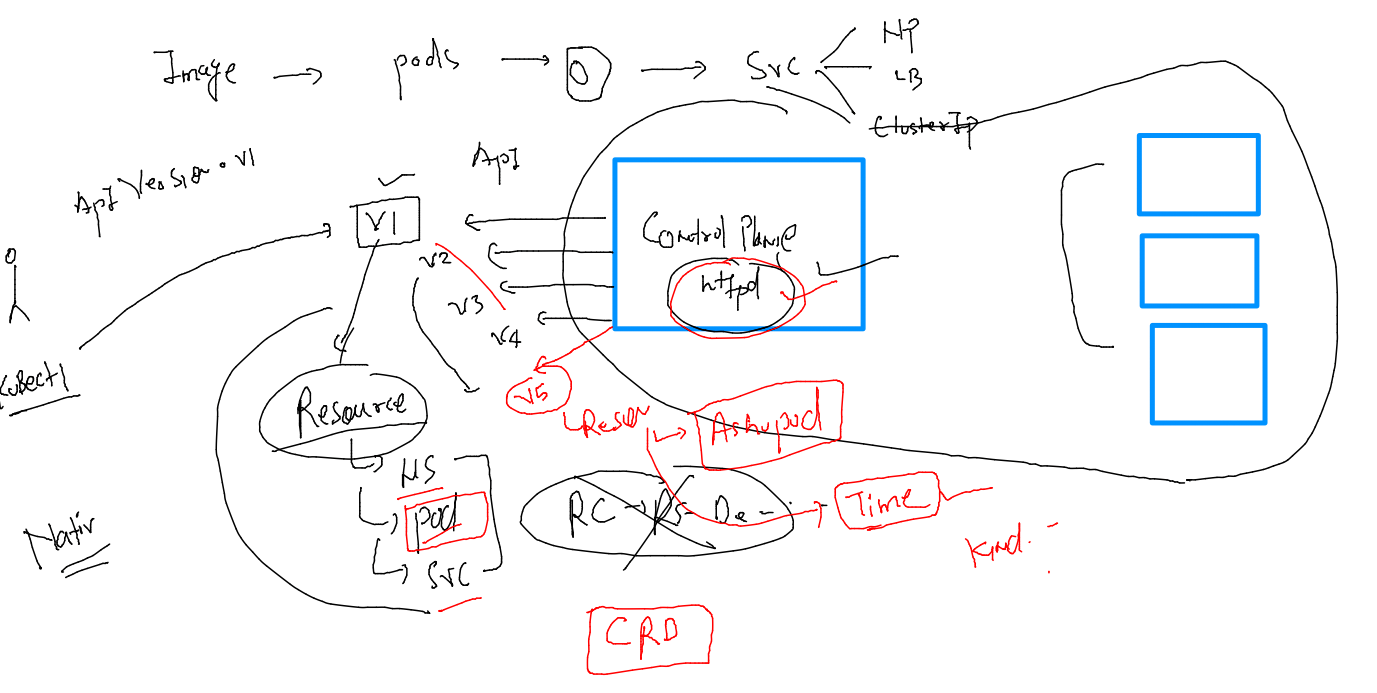 Image → pods → O → Svc
NP
LB
ClusterIp
ApI Version • v1
ApI
V1
v2
v3
v4
v5
Control Plane
httpd
Kubectl
Resource
NS
pod
SVC
Nativ
Resou
Ashupod
RC → RS - De -
Time
Kind :
CRD